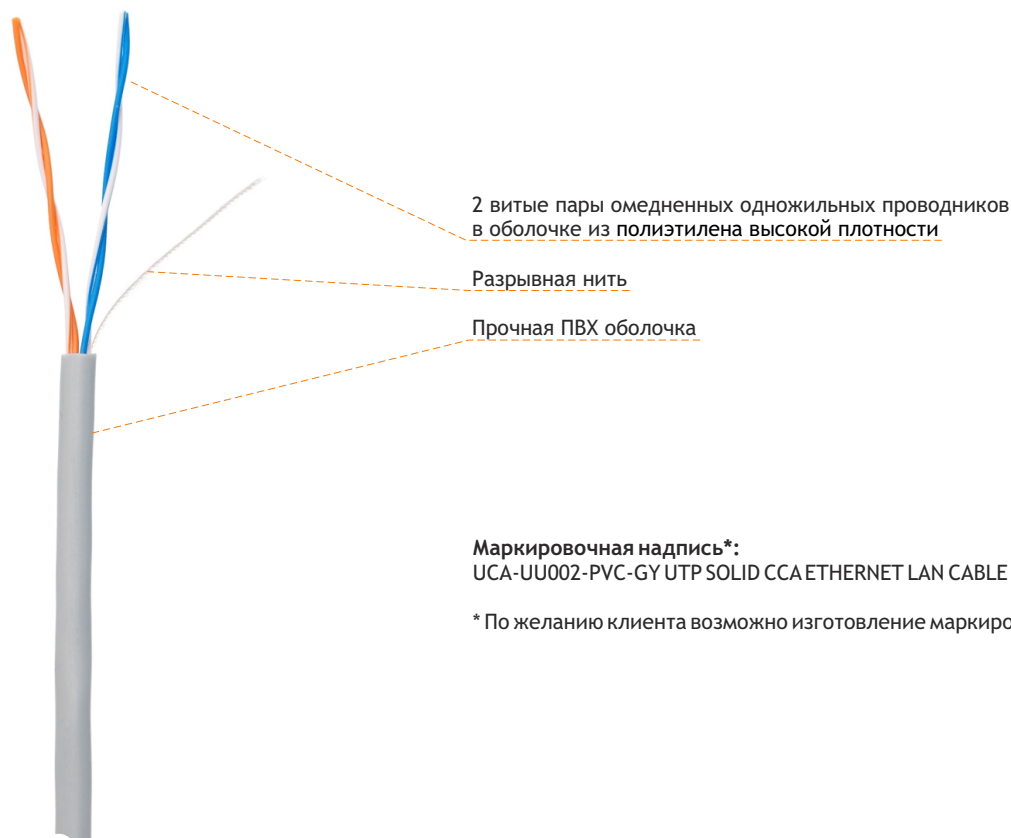 2 витые пары омедненных одножильных проводников
в оболочке из полиэтилена высокой плотности
Разрывная нить
Прочная ПВХ оболочка
Маркировочная надпись*:
UCA-UU002-PVC-GY UTP SOLID CCA ETHERNET LAN CABLE
* По желанию клиента возможно изготовление